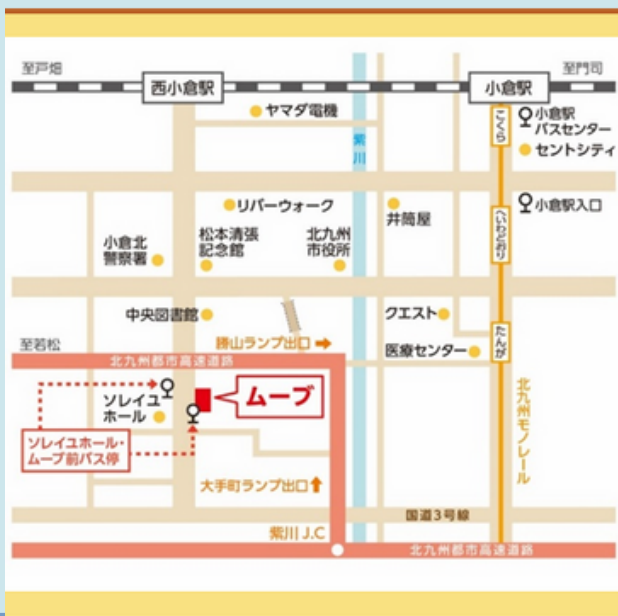 至戸畑
西小倉駅
小倉駅
至門司
ヤマダ電機
紫川
こくら
小倉駅
バスセンター
セントシティ
リバーウォーク
井筒屋
へいわどおり
小倉駅入口
小倉北
警察署
松本清張
記念館
北九州
市役所
中央図書館
クエスト
たんが
至若松
勝山ランプ出口
医療センター
北九州都市高速道路
ソレイユ
ホール
ムーブ
北九州モノレール
ソレイユホール・
ムーブ前バス停
大手町ランプ出口
国道3号線
紫川 J.C
北九州都市高速道路